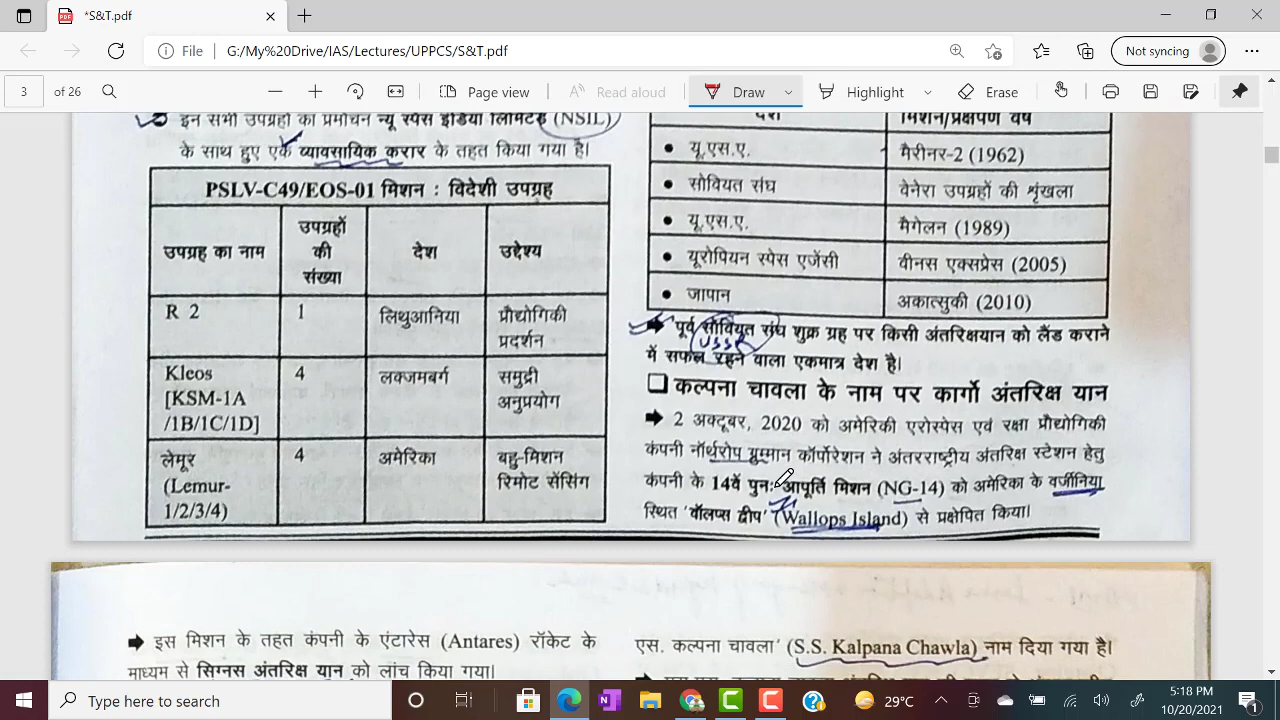 *S&T.pdf
File
G:/My%20Drive/IAS/Lectures/UPPCS/S&T.pdf
Not syncing
3 of 26
Page view
Read aloud
Draw
Highlight
Erase
इन सभी उपग्रहों का प्रमोचन न्यू स्पेस इंडिया लिमिटेड (NSIL)
के साथ हुए एक व्यावसायिक करार के तहत किया गया है।
PSLV-C49/EOS-01 मिशन : विदेशी उपग्रह
उपग्रह का नाम
उपग्रहों
की
संख्या
देश
उद्देश्य
R 2
1
लिथुआनिया
प्रौद्योगिकी
प्रदर्शन
Kleos
[KSM-1A
/1B/1C/1D]
4
लक्जमबर्ग
समुद्री
अनुप्रयोग
लेमूर
(Lemur-
1/2/3/4)
4
अमेरिका
बहु-मिशन
रिमोट सेंसिंग
देश
मिशन/प्रक्षेपण वर्ष
यू.एस.ए.
मैरीनर-2 (1962)
सोवियत संघ
वेनेरा उपग्रहों की शृंखला
यू.एस.ए.
मैगेलन (1989)
यूरोपियन स्पेस एजेंसी
वीनस एक्सप्रेस (2005)
जापान
अकात्सुकी (2010)
पूर्व सोवियत संघ शुक्र ग्रह पर किसी अंतरिक्षयान को लैंड कराने
USSR
में सफल रहने वाला एकमात्र देश है।
कल्पना चावला के नाम पर कार्गो अंतरिक्ष यान
2 अक्टूबर, 2020 को अमेरिकी एरोस्पेस एवं रक्षा प्रौद्योगिकी
कंपनी नॉर्थरोप ग्रुम्मान कॉर्पोरेशन ने अंतरराष्ट्रीय अंतरिक्ष स्टेशन हेतु
कंपनी के 14वें पुन: आपूर्ति मिशन (NG-14) को अमेरिका के वर्जीनिया
स्थित 'वॉलप्स द्वीप' (Wallops Island) से प्रक्षेपित किया।
इस मिशन के तहत कंपनी के एंटारेस (Antares) रॉकेट के
माध्यम से सिग्नस अंतरिक्ष यान को लांच किया गया।
एस. कल्पना चावला' (S.S. Kalpana Chawla) नाम दिया गया है।
Type here to search
29°C
5:18 PM
10/20/2021